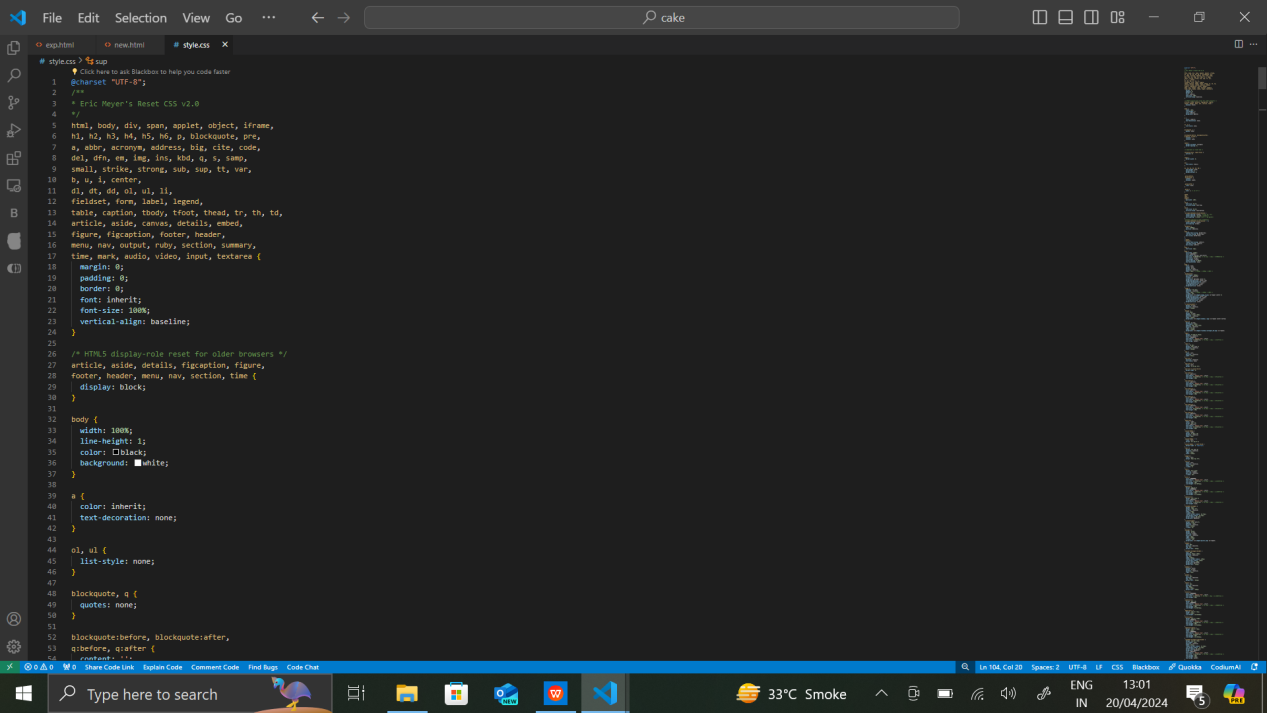 File Edit Selection View Go ··· cake
exp.html new.html style.css
style.css > sup
Click here to ask Blackbox to help you code faster
1 @charset "UTF-8";
2 /**
3 * Eric Meyer's Reset CSS v2.0
4 */
5 html, body, div, span, applet, object, iframe,
6 h1, h2, h3, h4, h5, h6, p, blockquote, pre,
7 a, abbr, acronym, address, big, cite, code,
8 del, dfn, em, img, ins, kbd, q, s, samp,
9 small, strike, strong, sub, sup, tt, var,
10 b, u, i, center,
11 dl, dt, dd, ol, ul, li,
12 fieldset, form, label, legend,
13 table, caption, tbody, tfoot, thead, tr, th, td,
14 article, aside, canvas, details, embed,
15 figure, figcaption, footer, header,
16 menu, nav, output, ruby, section, summary,
17 time, mark, audio, video, input, textarea {
18 margin: 0;
19 padding: 0;
20 border: 0;
21 font: inherit;
22 font-size: 100%;
23 vertical-align: baseline;
24 }
25
26 /* HTML5 display-role reset for older browsers */
27 article, aside, details, figcaption, figure,
28 footer, header, menu, nav, section, time {
29 display: block;
30 }
31
32 body {
33 width: 100%;
34 line-height: 1;
35 color: black;
36 background: white;
37 }
38
39 a {
40 color: inherit;
41 text-decoration: none;
42 }
43
44 ol, ul {
45 list-style: none;
46 }
47
48 blockquote, q {
49 quotes: none;
50 }
51
52 blockquote:before, blockquote:after,
53 q:before, q:after {
54 content: '';
0 0 0 Share Code Link Explain Code Comment Code Find Bugs Code Chat Ln 104, Col 20 Spaces: 2 UTF-8 LF CSS Blackbox Quokka CodiumAI
Type here to search NEW W 33°C Smoke ENG IN 13:01 20/04/2024 5 PRE